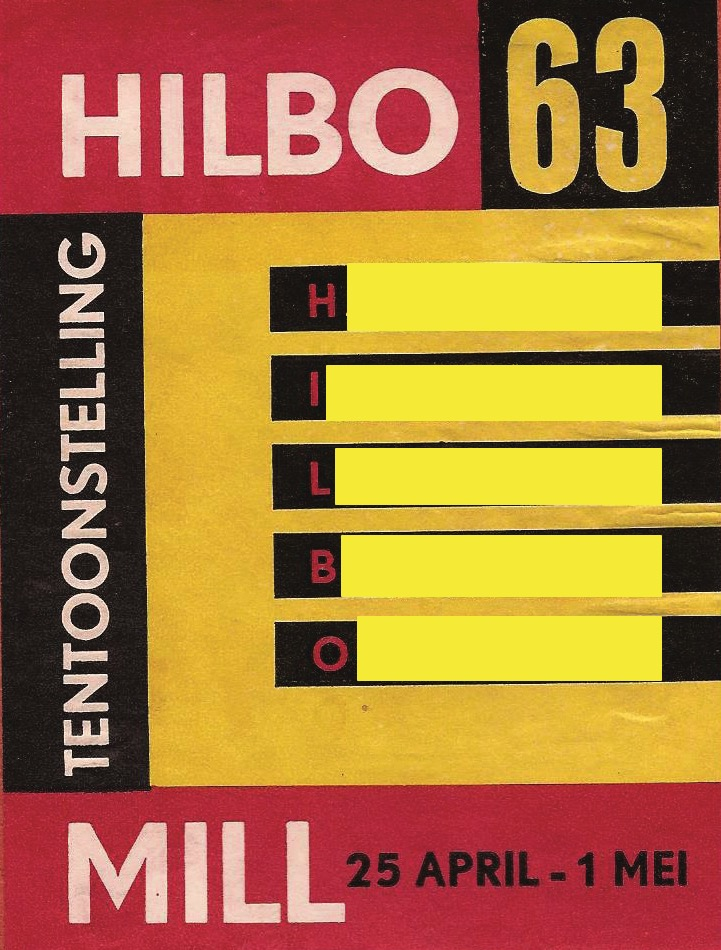 HILBO 63
TENTOONSTELLING
H
I
L
B
O
MILL 25 APRIL - 1 MEI